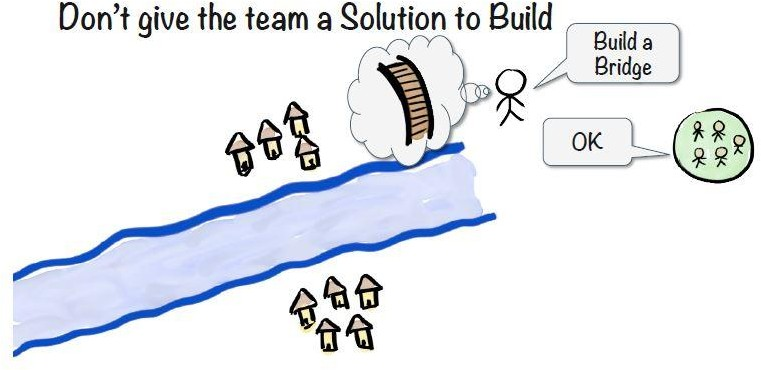 Don't give the team a Solution to Build
Build a
Bridge
OK